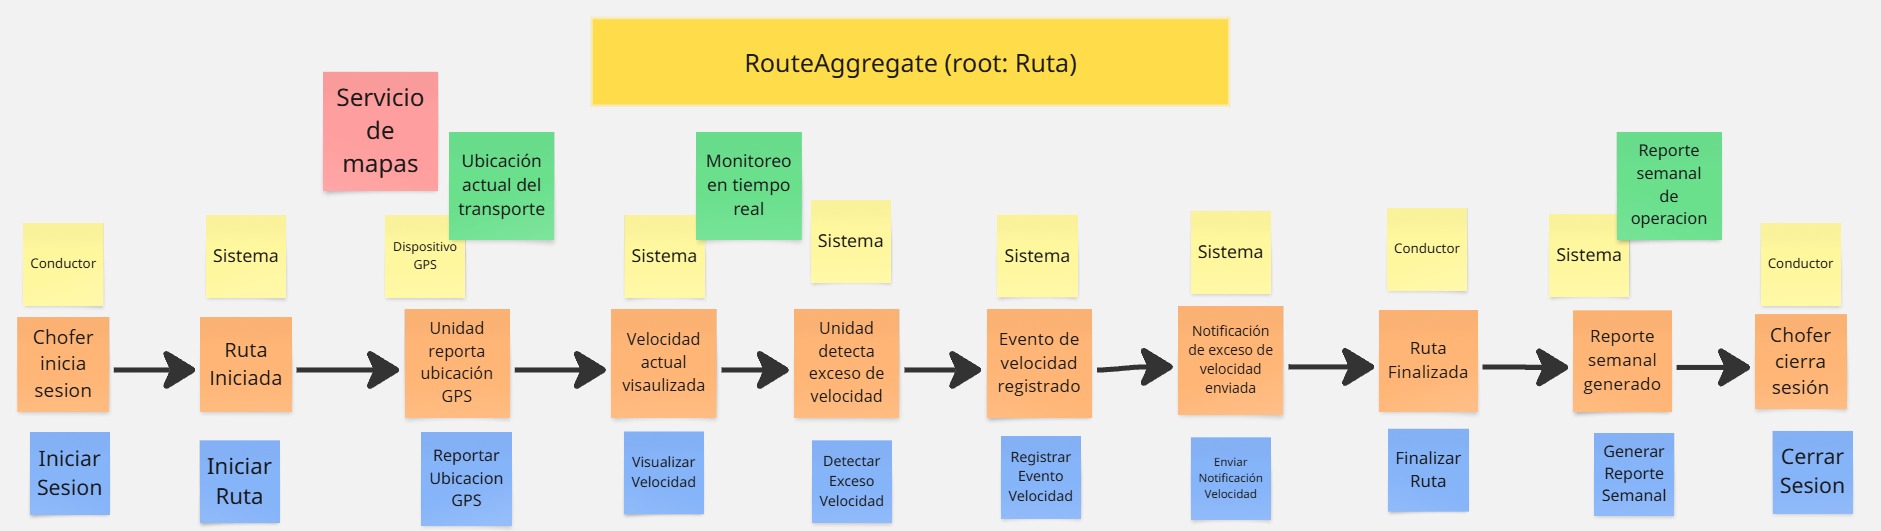 RouteAggregate (root: Ruta)
Servicio
de
mapas
Ubicación
actual del
transporte
Monitoreo
en tiempo
real
Reporte
semanal
de
operacion
Conductor
Sistema
Dispositivo
GPS
Sistema
Sistema
Sistema
Sistema
Conductor
Sistema
Conductor
Chofer
inicia
sesion
Ruta
Iniciada
Unidad
reporta
ubicación
GPS
Velocidad
actual
visaulizada
Unidad
detecta
exceso de
velocidad
Evento de
velocidad
registrado
Notificación
de exceso de
velocidad
enviada
Ruta
Finalizada
Reporte
semanal
generado
Chofer
cierra
sesión
Iniciar
Sesion
Iniciar
Ruta
Reportar
Ubicacion
GPS
Visualizar
Velocidad
Detectar
Exceso
Velocidad
Registrar
Evento
Velocidad
Enviar
Notificación
Velocidad
Finalizar
Ruta
Generar
Reporte
Semanal
Cerrar
Sesion